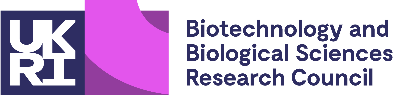 UK
RI
Biotechnology and
Biological Sciences
Research Council